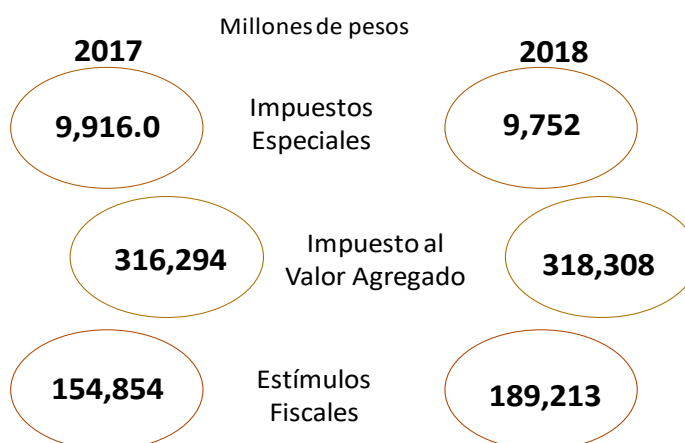 Millones de pesos
2017
2018
9,916.0
Impuestos
Especiales
9,752
316,294
Impuesto al
Valor Agregado
318,308
154,854
Estímulos
Fiscales
189,213